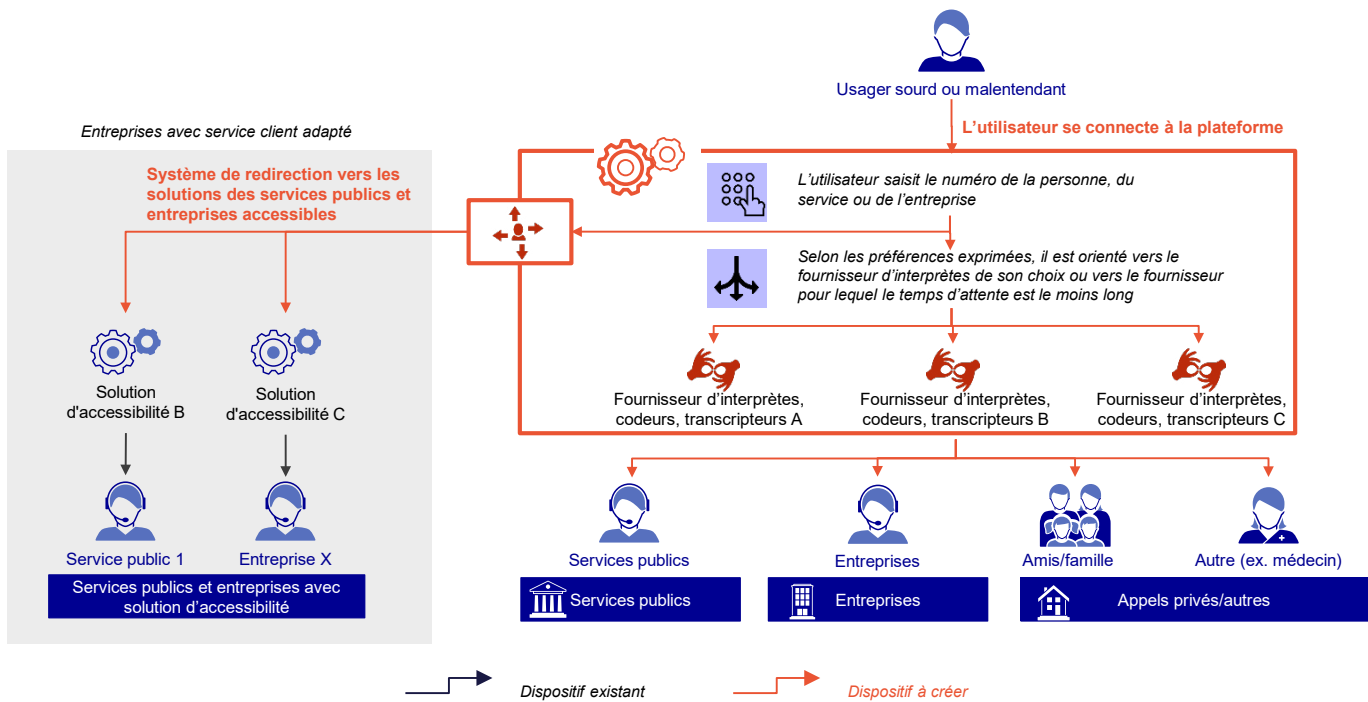 Usager sourd ou malentendant
L'utilisateur se connecte à la plateforme
Entreprises avec service client adapté
Système de redirection vers les
solutions des services publics et
entreprises accessibles
L'utilisateur saisit le numéro de la personne, du
service ou de l'entreprise
Selon les préférences exprimées, il est orienté vers le
fournisseur d'interprètes de son choix ou vers le fournisseur
pour lequel le temps d'attente est le moins long
Solution
d'accessibilité B
Solution
d'accessibilité C
Fournisseur d'interprètes,
codeurs, transcripteurs A
Fournisseur d'interprètes,
codeurs, transcripteurs B
Fournisseur d'interprètes,
codeurs, transcripteurs C
Service public 1
Entreprise X
Services publics et entreprises avec
solution d'accessibilité
Services publics
Entreprises
Amis/famille
Autre (ex. médecin)
Services publics
Entreprises
Appels privés/autres
Dispositif existant
Dispositif à créer